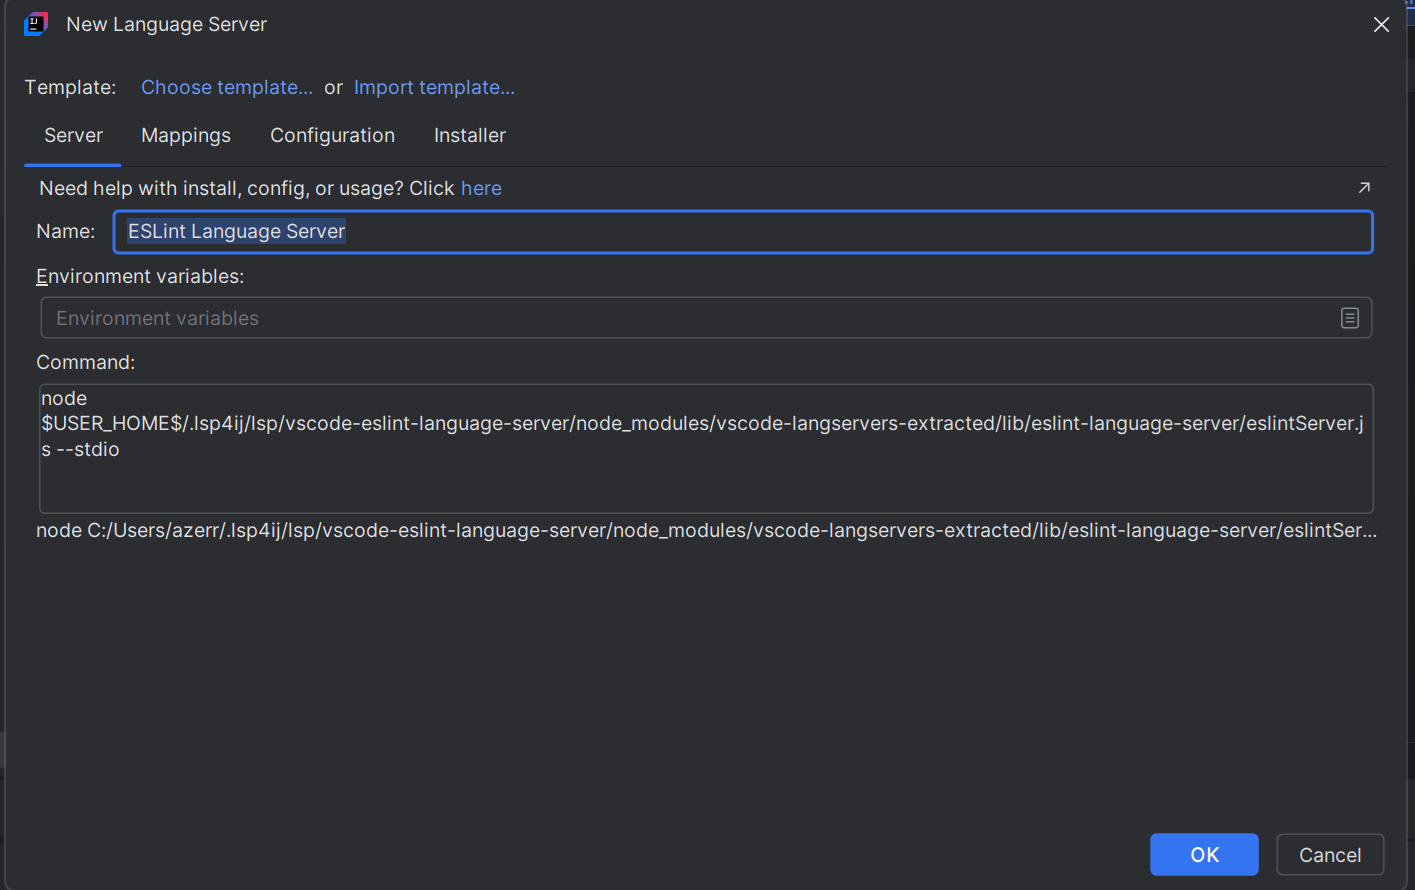 New Language Server
Template: Choose template... or Import template...
Server Mappings Configuration Installer
Need help with install, config, or usage? Click here
Name: ESLint Language Server
Environment variables:
Environment variables
Command:
node
$USER_HOME$/.lsp4ij/lsp/vscode-eslint-language-server/node_modules/vscode-langservers-extracted/lib/eslint-language-server/eslintServer.j
s --stdio
node C:/Users/azerr/.lsp4ij/lsp/vscode-eslint-language-server/node_modules/vscode-langservers-extracted/lib/eslint-language-server/eslintSer...
OK Cancel